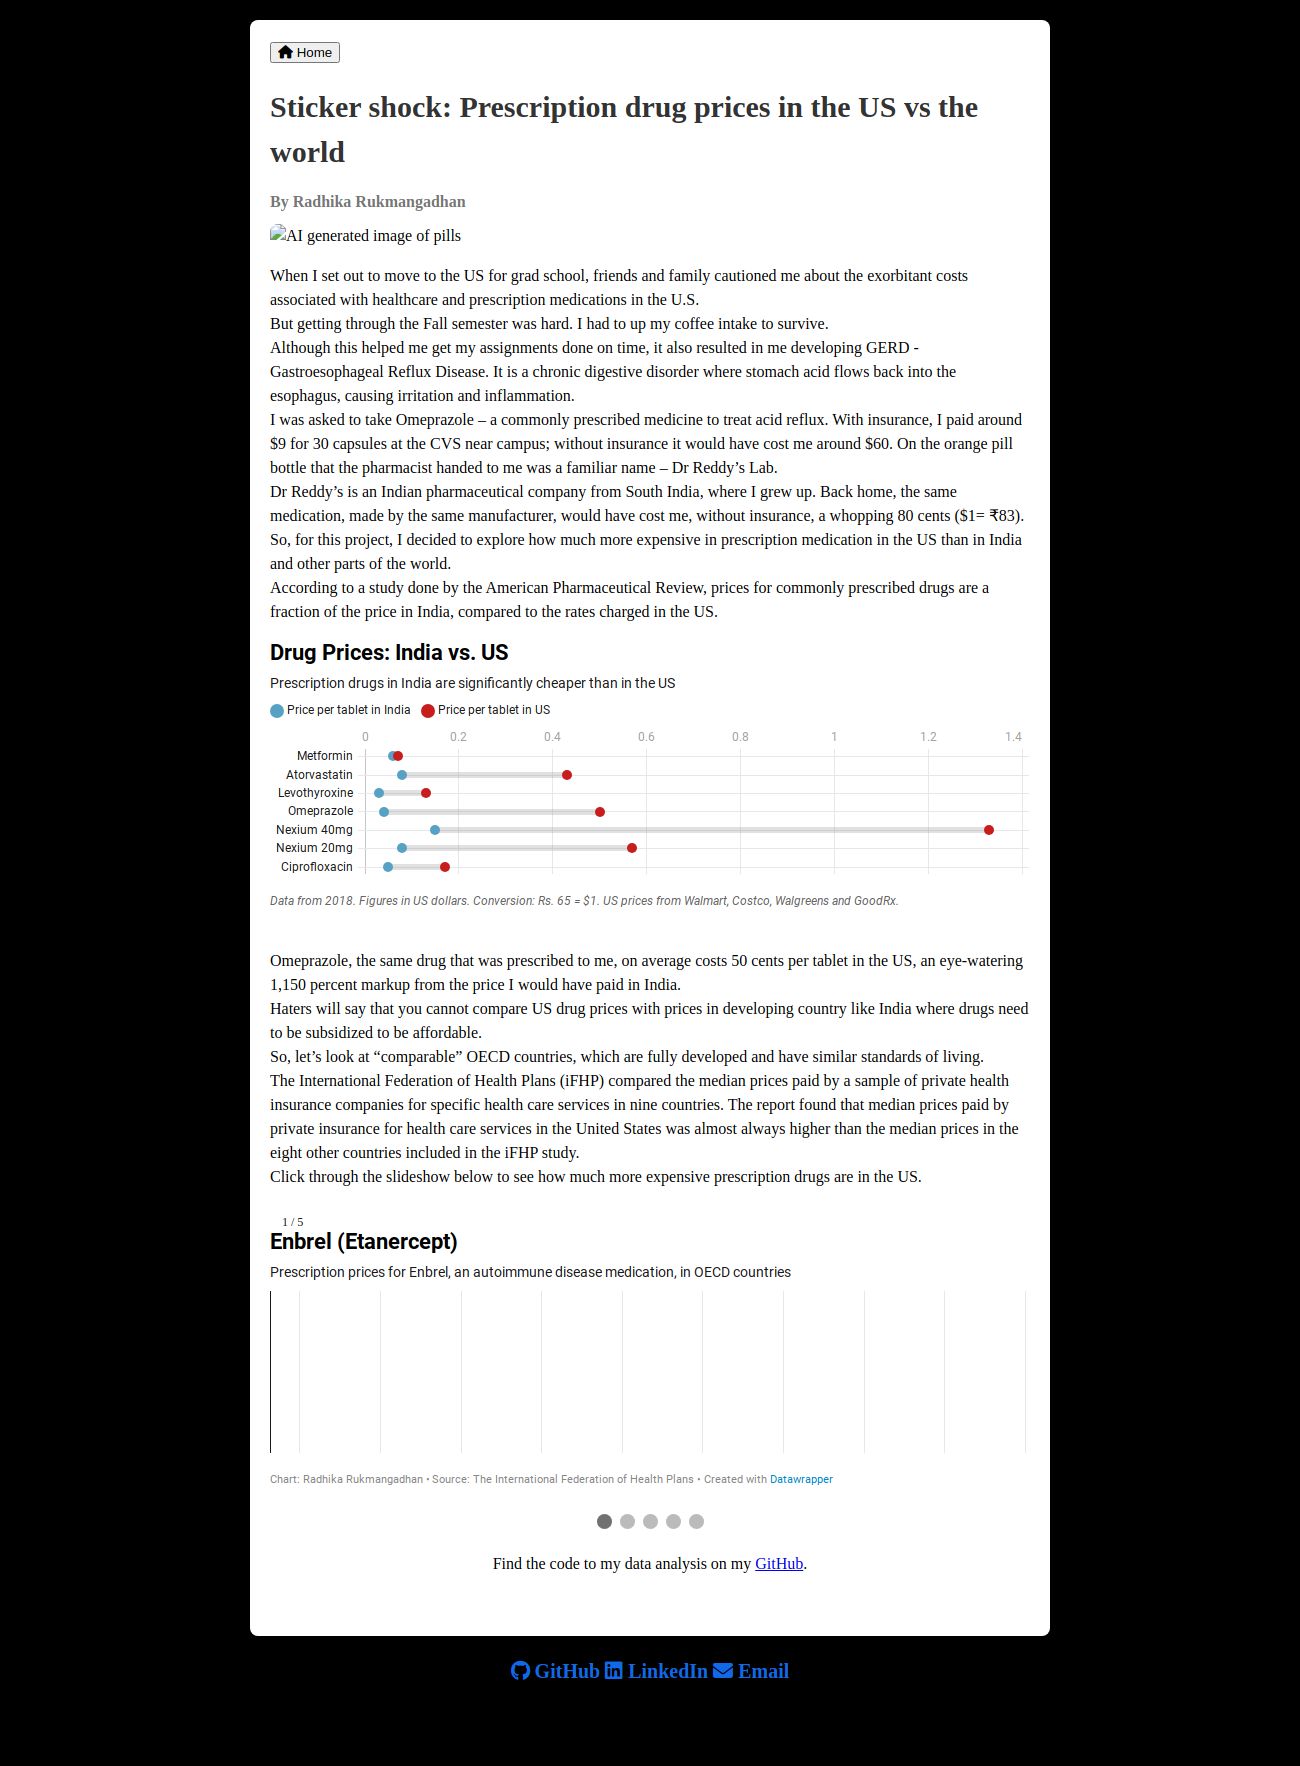 Home
Sticker shock: Prescription drug prices in the US vs the
world
By Radhika Rukmangadhan
AI generated image of pills
When I set out to move to the US for grad school, friends and family cautioned me about the exorbitant costs
associated with healthcare and prescription medications in the U.S.
But getting through the Fall semester was hard. I had to up my coffee intake to survive.
Although this helped me get my assignments done on time, it also resulted in me developing GERD -
Gastroesophageal Reflux Disease. It is a chronic digestive disorder where stomach acid flows back into the
esophagus, causing irritation and inflammation.
I was asked to take Omeprazole – a commonly prescribed medicine to treat acid reflux. With insurance, I paid around
$9 for 30 capsules at the CVS near campus; without insurance it would have cost me around $60. On the orange pill
bottle that the pharmacist handed to me was a familiar name – Dr Reddy’s Lab.
Dr Reddy’s is an Indian pharmaceutical company from South India, where I grew up. Back home, the same
medication, made by the same manufacturer, would have cost me, without insurance, a whopping 80 cents ($1= ₹83).
So, for this project, I decided to explore how much more expensive in prescription medication in the US than in India
and other parts of the world.
According to a study done by the American Pharmaceutical Review, prices for commonly prescribed drugs are a
fraction of the price in India, compared to the rates charged in the US.
Drug Prices: India vs. US
Prescription drugs in India are significantly cheaper than in the US
Price per tablet in India Price per tablet in US
0 0.2 0.4 0.6 0.8 1 1.2 1.4
Metformin
Atorvastatin
Levothyroxine
Omeprazole
Nexium 40mg
Nexium 20mg
Ciprofloxacin
Data from 2018. Figures in US dollars. Conversion: Rs. 65 = $1. US prices from Walmart, Costco, Walgreens and GoodRx.
Omeprazole, the same drug that was prescribed to me, on average costs 50 cents per tablet in the US, an eye-watering
1,150 percent markup from the price I would have paid in India.
Haters will say that you cannot compare US drug prices with prices in developing country like India where drugs need
to be subsidized to be affordable.
So, let’s look at “comparable” OECD countries, which are fully developed and have similar standards of living.
The International Federation of Health Plans (iFHP) compared the median prices paid by a sample of private health
insurance companies for specific health care services in nine countries. The report found that median prices paid by
private insurance for health care services in the United States was almost always higher than the median prices in the
eight other countries included in the iFHP study.
Click through the slideshow below to see how much more expensive prescription drugs are in the US.
1 / 5
Enbrel (Etanercept)
Prescription prices for Enbrel, an autoimmune disease medication, in OECD countries
Chart: Radhika Rukmangadhan • Source: The International Federation of Health Plans • Created with Datawrapper
Find the code to my data analysis on my GitHub.
GitHub LinkedIn Email